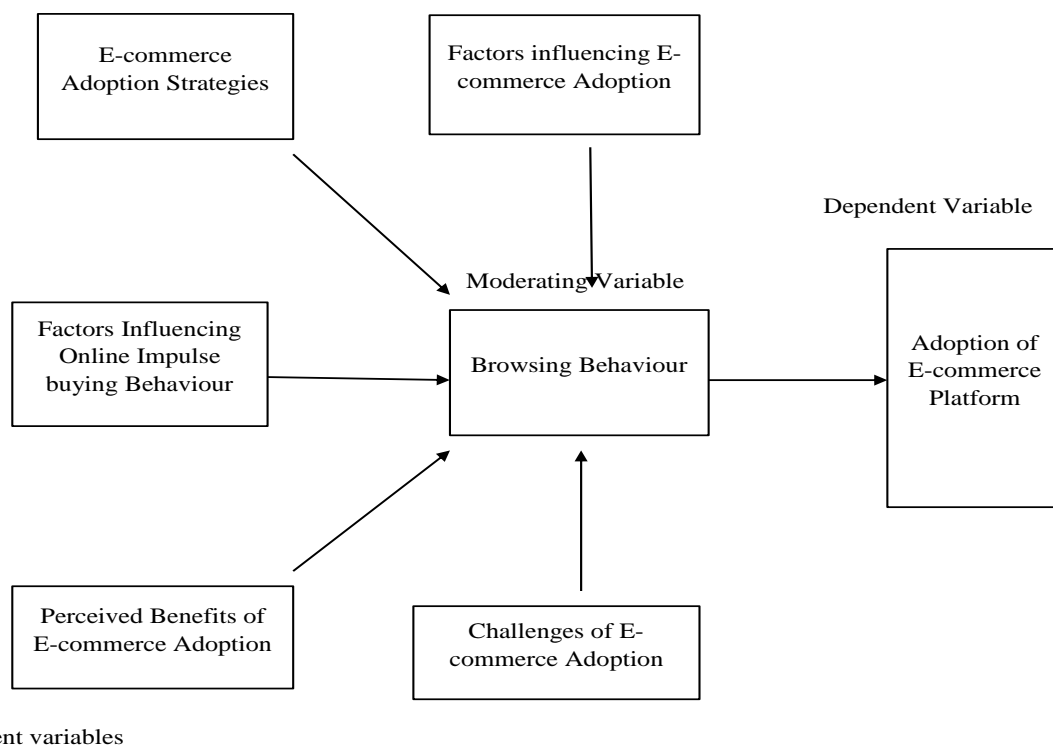 E-commerce
Adoption Strategies
Factors influencing E-
commerce Adoption
Dependent Variable
Moderating Variable
Factors Influencing
Online Impulse
buying Behaviour
Browsing Behaviour
Adoption of
E-commerce
Platform
Perceived Benefits of
E-commerce Adoption
Challenges of E-
commerce Adoption
ent variables